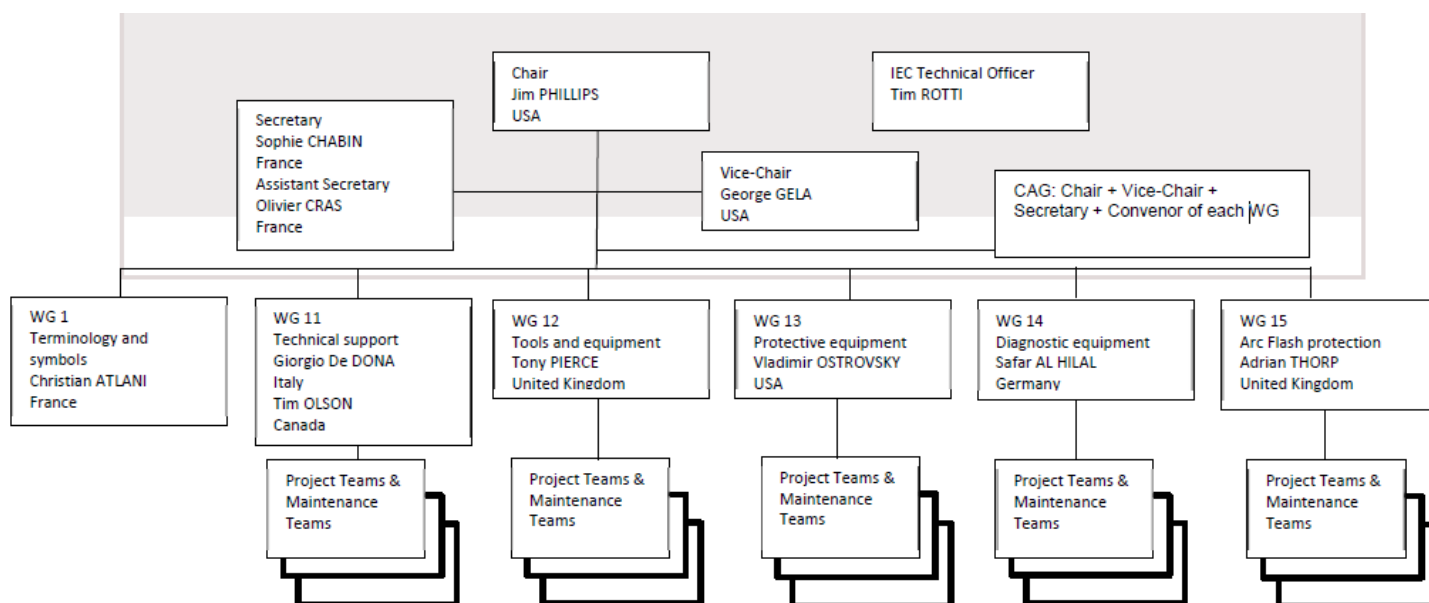 Chair
Jim PHILLIPS
USA
IEC Technical Officer
Tim ROTTI
Secretary
Sophie CHABIN
France
Assistant Secretary
Olivier CRAS
France
Vice-Chair
George GELA
USA
CAG: Chair + Vice-Chair +
Secretary + Convenor of each WG
WG 1
Terminology and
symbols
Christian ATLANI
France
WG 11
Technical support
Giorgio De DONA
Italy
Tim OLSON
Canada
WG 12
Tools and equipment
Tony PIERCE
United Kingdom
WG 13
Protective equipment
Vladimir OSTROVSKY
USA
WG 14
Diagnostic equipment
Safar AL HILAL
Germany
WG 15
Arc Flash protection
Adrian THORP
United Kingdom
Project Teams &
Maintenance
Teams
Project Teams &
Maintenance
Teams
Project Teams &
Maintenance
Teams
Project Teams &
Maintenance
Teams
Project Teams &
Maintenance
Teams